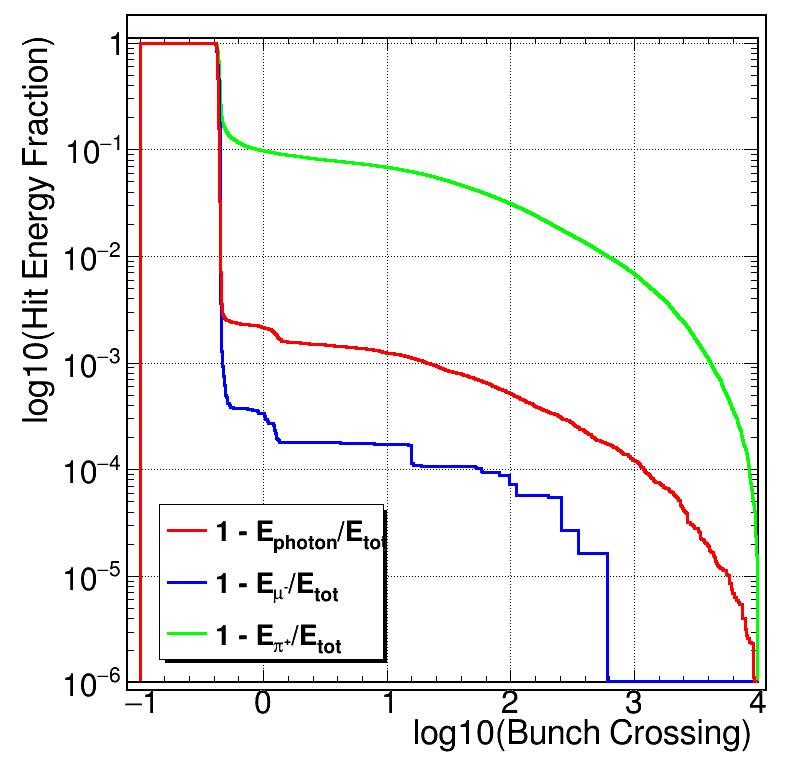 log10(Hit Energy Fraction)
1
10⁻¹
10⁻²
10⁻³
10⁻⁴
10⁻⁵
10⁻⁶
1 - E_photon/E_tot
1 - E_μ⁻/E_tot
1 - E_π⁺/E_tot
−1 0 1 2 3 4
log10(Bunch Crossing)